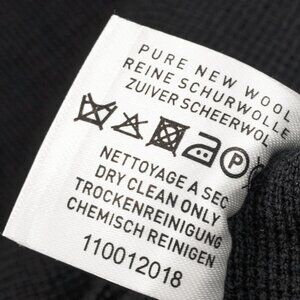 PURE NEW WOOL
REINE SCHURWOLLE
ZUIVER SCHEERWOL
P
NETTOYAGE A SEC
DRY CLEAN ONLY
TROCKENREINIGUNG
CHEMISCH REINIGEN
110012018